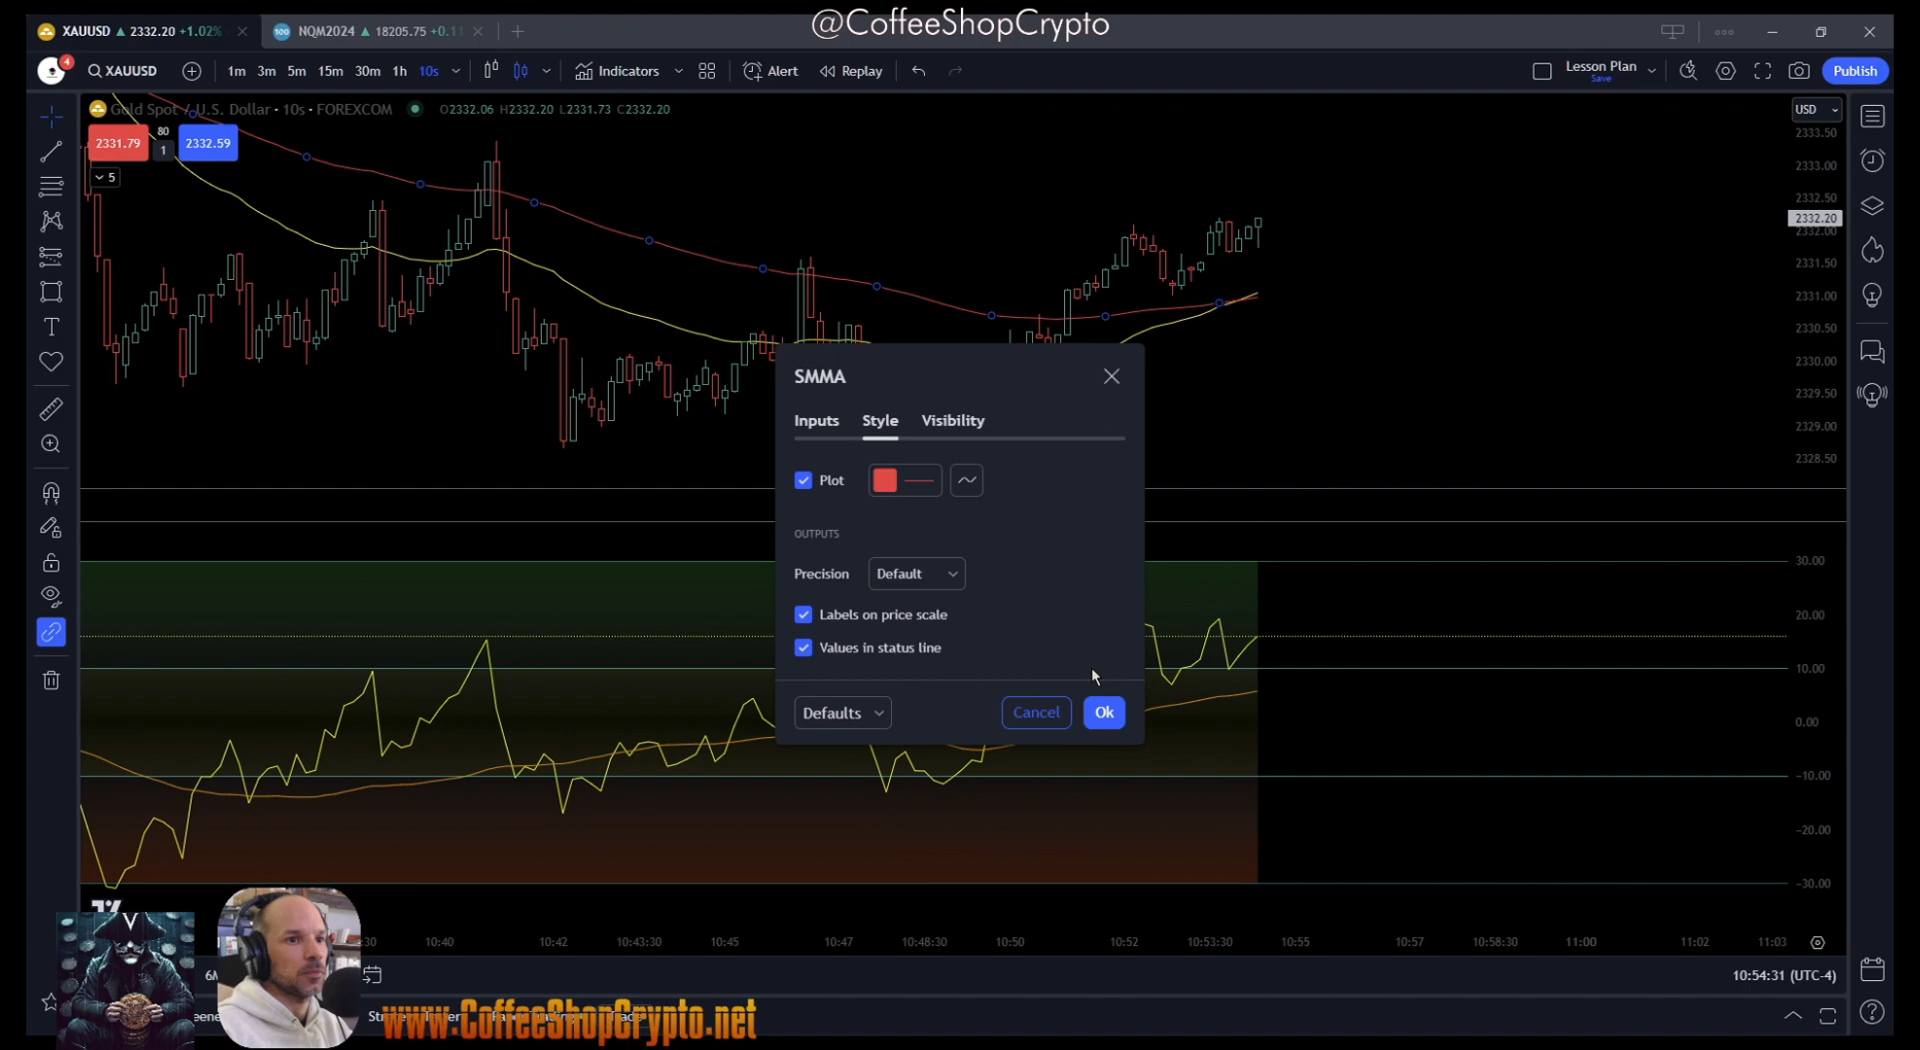 @CoffeeShopCrypto
XAUUSD ▲ 2332.20 +1.02%
100 NQM2024 ▲ 18205.75 +0.11
4 XAUUSD 1m 3m 5m 15m 30m 1h 10s Indicators Alert Replay Lesson Plan Save Publish
Gold Spot / U.S. Dollar · 10s · FOREXCOM O2332.06 H2332.20 L2331.73 C2332.20
USD
2331.79 80 1 2332.59
5
2333.50
2333.00
2332.50
2332.20
2332.00
2331.50
2331.00
2330.50
2330.00
2329.50
2329.00
2328.50
SMMA
Inputs Style Visibility
Plot
OUTPUTS
Precision Default
Labels on price scale
Values in status line
Defaults Cancel Ok
30.00
20.00
10.00
0.00
−10.00
−20.00
−30.00
:30 10:40 10:42 10:43:30 10:45 10:47 10:48:30 10:50 10:52 10:53:30 10:55 10:57 10:58:30 11:00 11:02 11:03
10:54:31 (UTC-4)
www.CoffeeShopCrypto.net